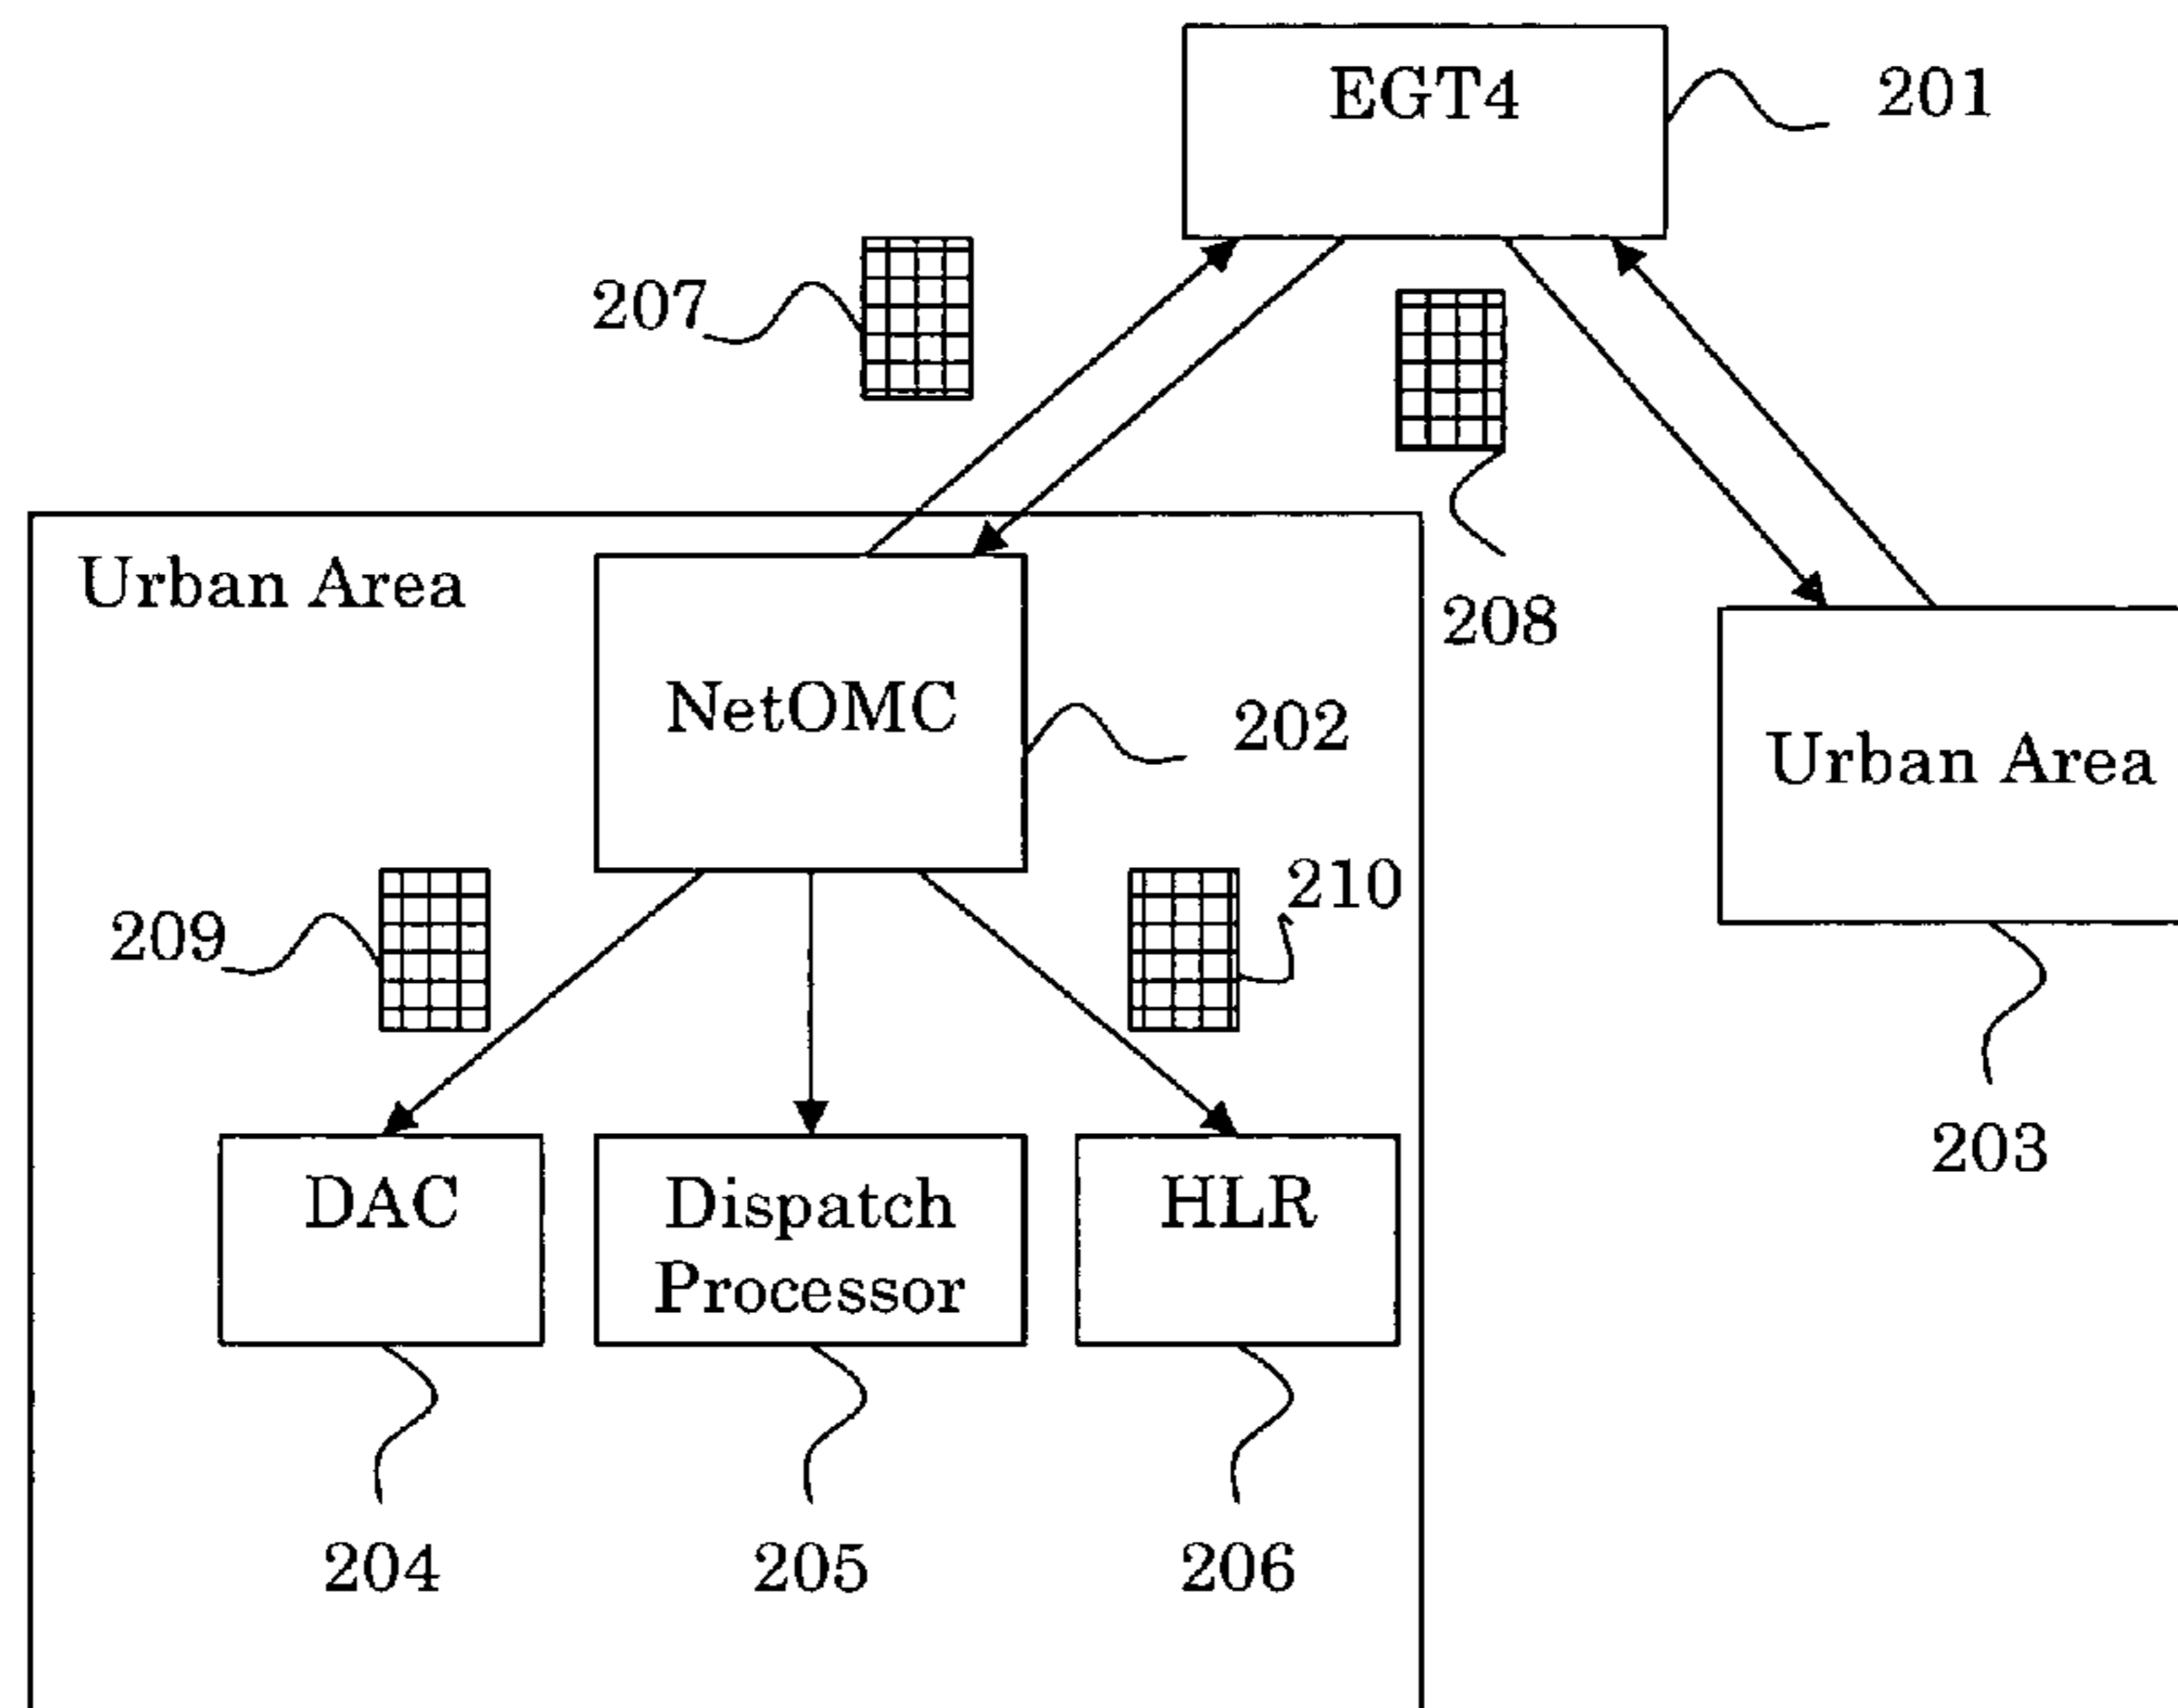 EGT4
201
207
208
Urban Area
NetOMC
202
Urban Area
203
209
210
DAC
Dispatch
Processor
HLR
204
205
206